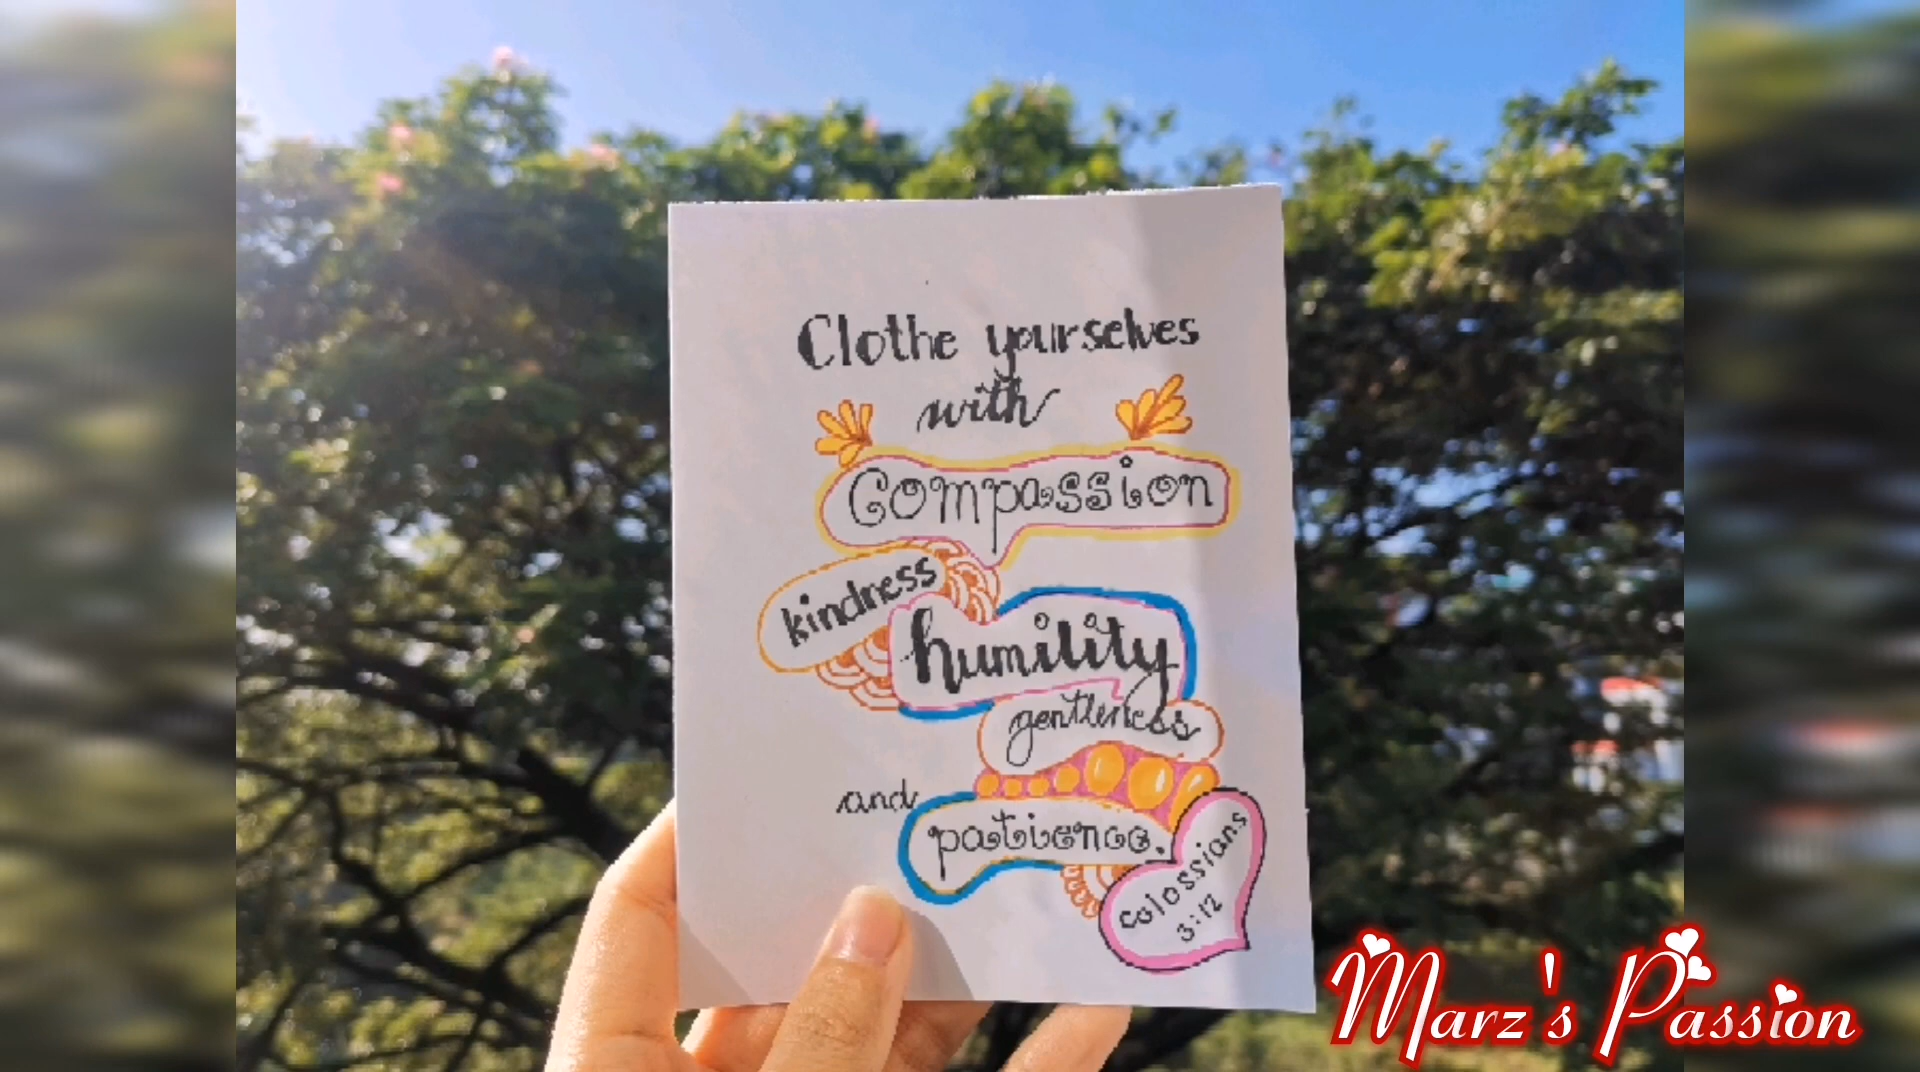 Clothe yourselves
with
Compassion
kindness
humility
gentleness
and
patience.
colossians
3:12
Marz's Passion